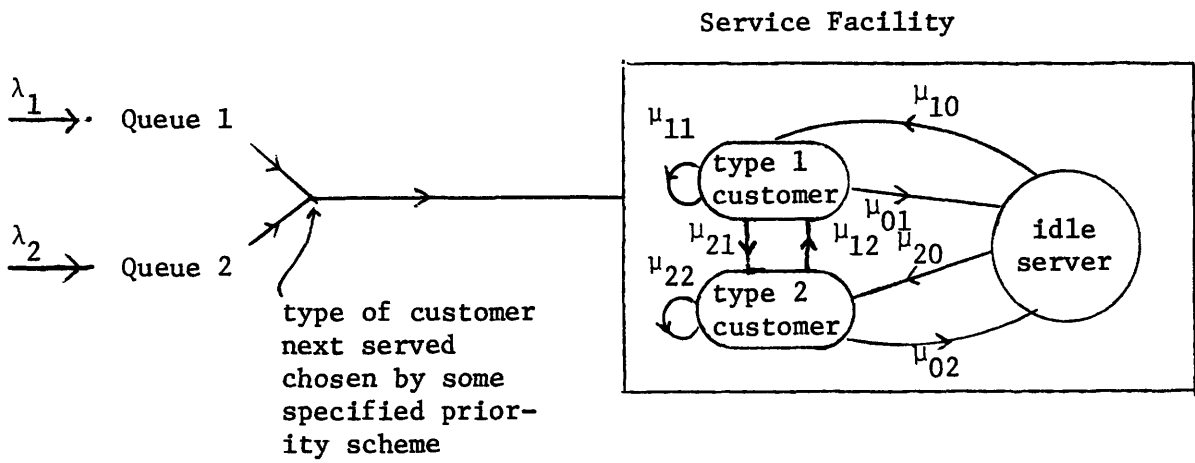 Service Facility
λ1
Queue 1
λ2
Queue 2
type of customer
next served
chosen by some
specified prior-
ity scheme
μ10
μ11
type 1
customer
μ01
μ21
μ12
μ20
idle
server
μ22
type 2
customer
μ02